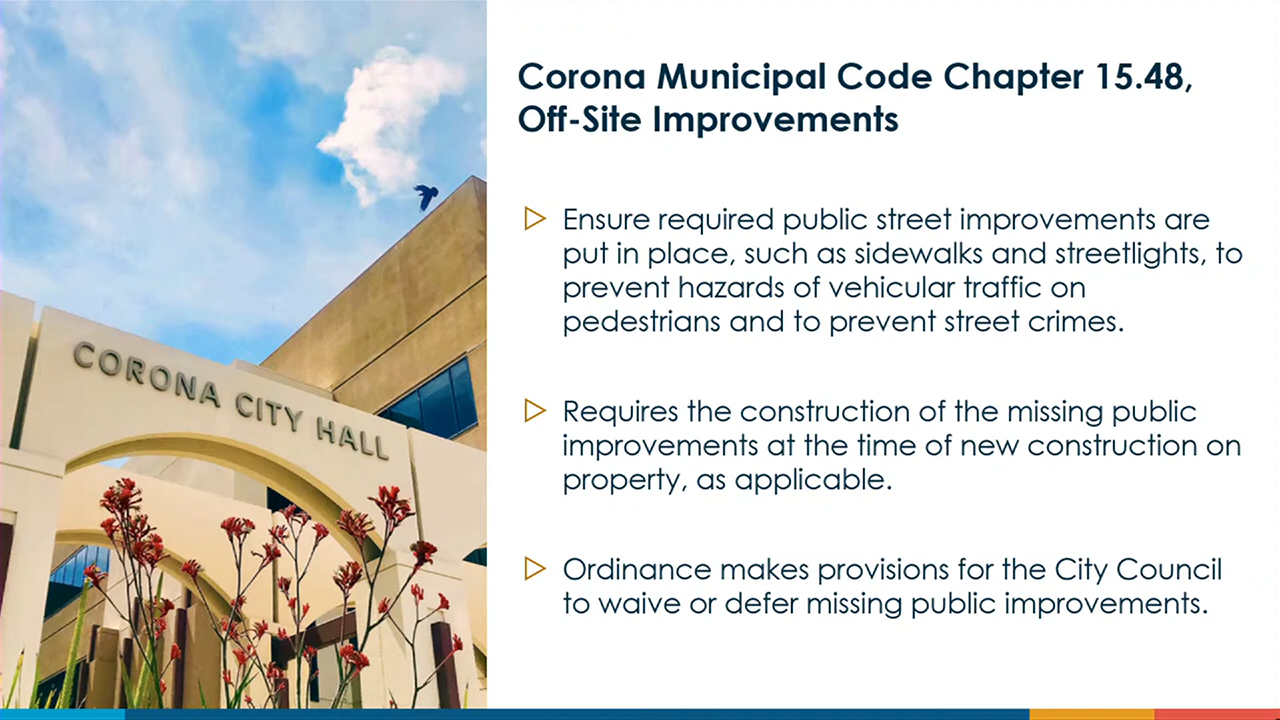 CORONA CITY HALL
Corona Municipal Code Chapter 15.48,
Off-Site Improvements
Ensure required public street improvements are
put in place, such as sidewalks and streetlights, to
prevent hazards of vehicular traffic on
pedestrians and to prevent street crimes.
Requires the construction of the missing public
improvements at the time of new construction on
property, as applicable.
Ordinance makes provisions for the City Council
to waive or defer missing public improvements.